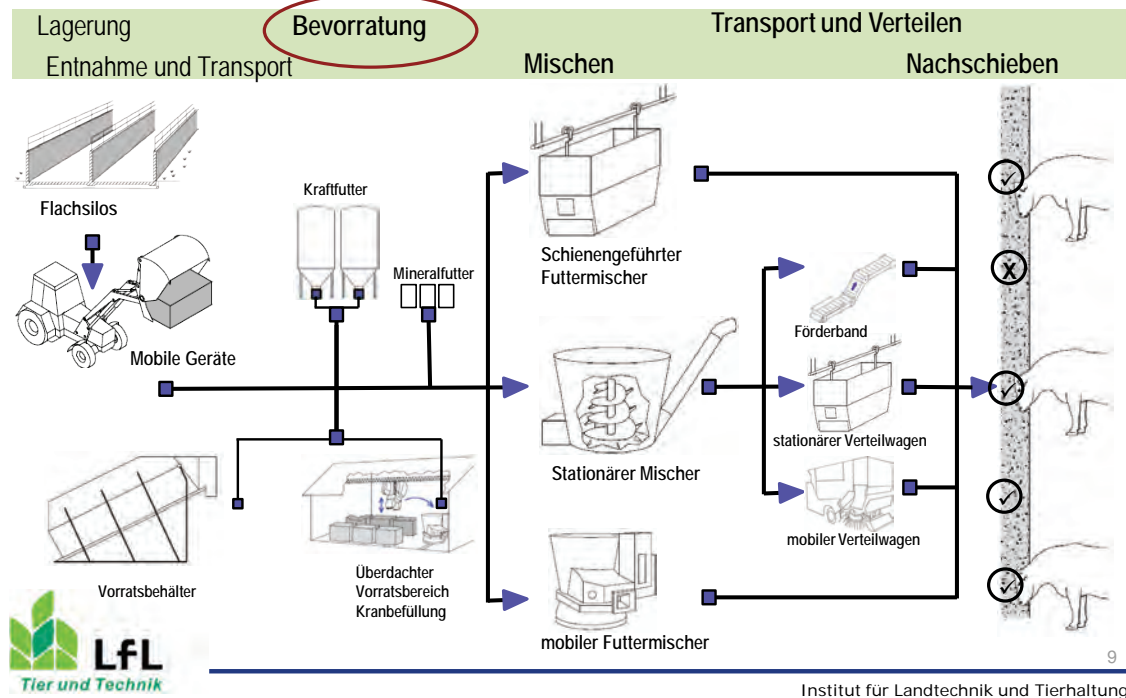 Lagerung
Bevorratung
Transport und Verteilen
Entnahme und Transport
Mischen
Nachschieben
Flachsilos
Kraftfutter
Mineralfutter
Mobile Geräte
Schienengeführter
Futtermischer
Förderband
X
stationärer Verteilwagen
Stationärer Mischer
mobiler Verteilwagen
Vorratsbehälter
Überdachter
Vorratsbereich
Kranbefüllung
mobiler Futtermischer
LfL
Tier und Technik
9
Institut für Landtechnik und Tierhaltung